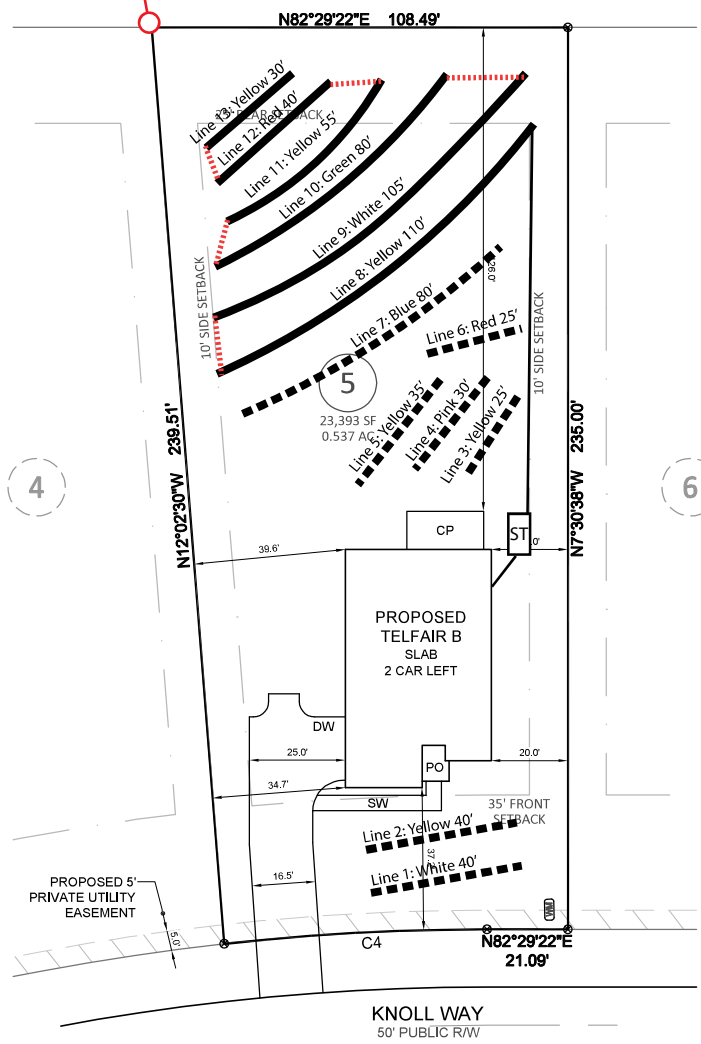 N82°29'22"E 108.49'
Line 13: Yellow 30'
Line 12: Red 40'
25' REAR SETBACK
Line 11: Yellow 55'
Line 10: Green 80'
Line 9: White 105'
Line 8: Yellow 110'
126.0'
Line 7: Blue 80'
Line 6: Red 25'
10' SIDE SETBACK
10' SIDE SETBACK
5
23,393 SF
0.537 AC
Line 5: Yellow 35'
Line 4: Pink 30'
Line 3: Yellow 25'
N12°02'30"W 239.51'
N7°30'38"W 235.00'
4
6
CP
ST
39.6'
PROPOSED
TELFAIR B
SLAB
2 CAR LEFT
DW
25.0'
PO
20.0'
34.7'
SW
35' FRONT
SETBACK
Line 2: Yellow 40'
Line 1: White 40'
16.5'
PROPOSED 5'
PRIVATE UTILITY
EASEMENT
5.0'
WM
C4
N82°29'22"E
21.09'
KNOLL WAY
50' PUBLIC R/W